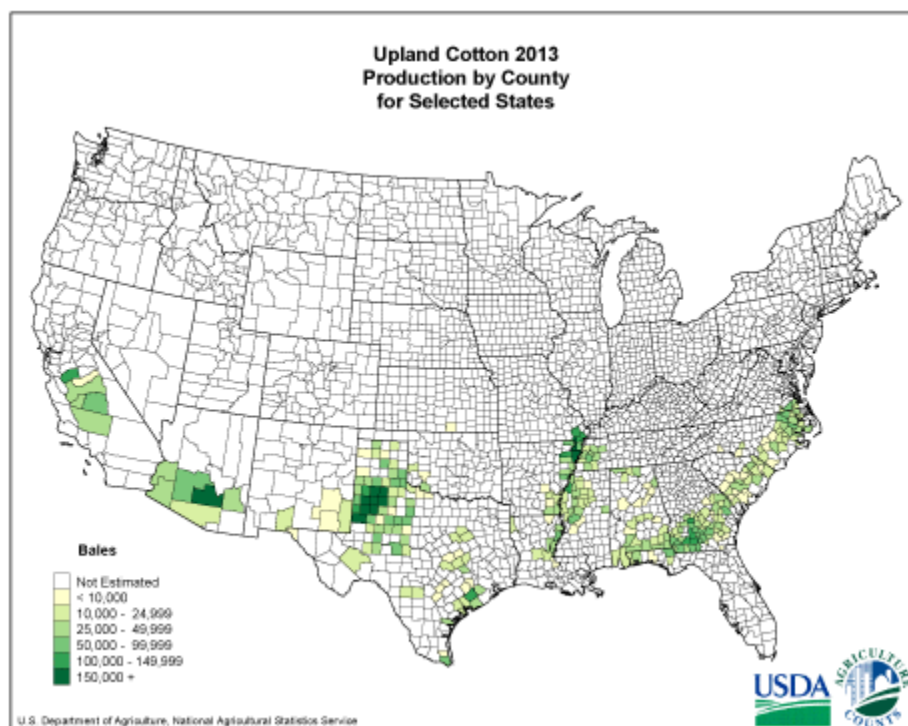 Upland Cotton 2013
Production by County
for Selected States
Bales
Not Estimated
< 10,000
10,000 - 24,999
25,000 - 49,999
50,000 - 99,999
100,000 - 149,999
150,000 +
USDA
AGRICULTURE
COUNTS
U.S. Department of Agriculture, National Agricultural Statistics Service